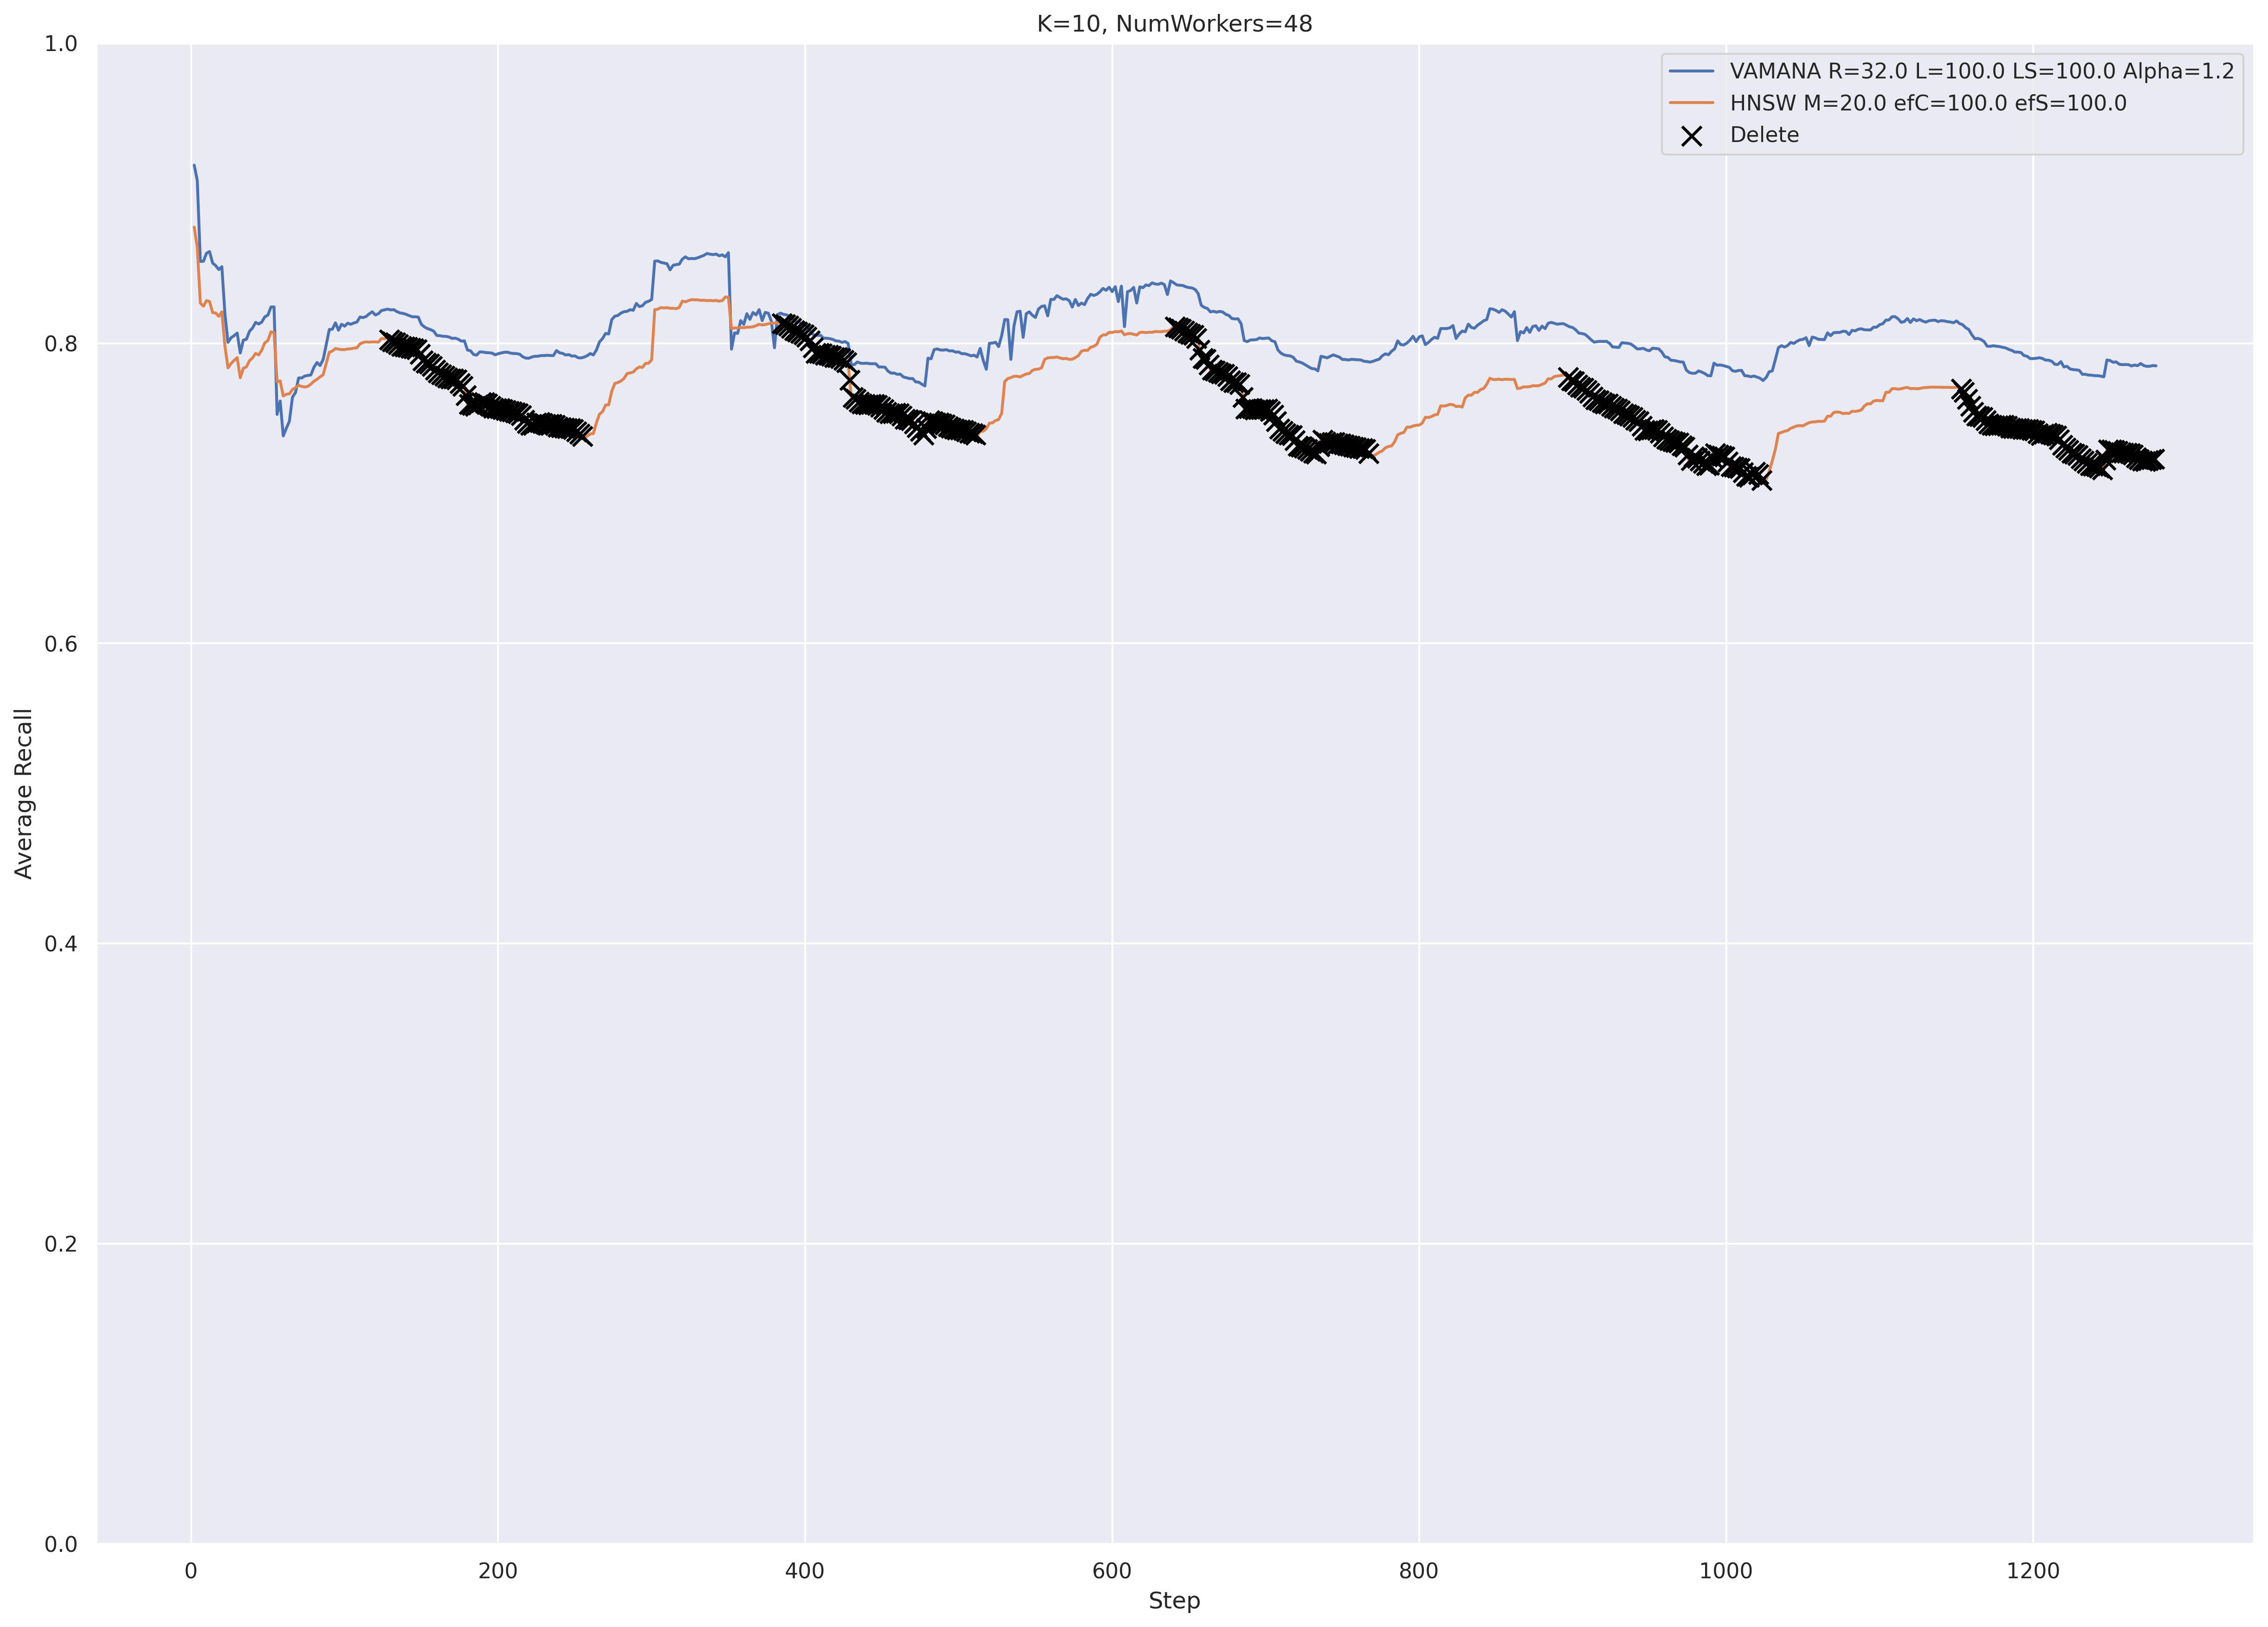 K=10, NumWorkers=48
1.0
VAMANA R=32.0 L=100.0 LS=100.0 Alpha=1.2
HNSW M=20.0 efC=100.0 efS=100.0
Delete
0.8
0.6
Average Recall
0.4
0.2
0.0
0 200 400 600 800 1000 1200
Step